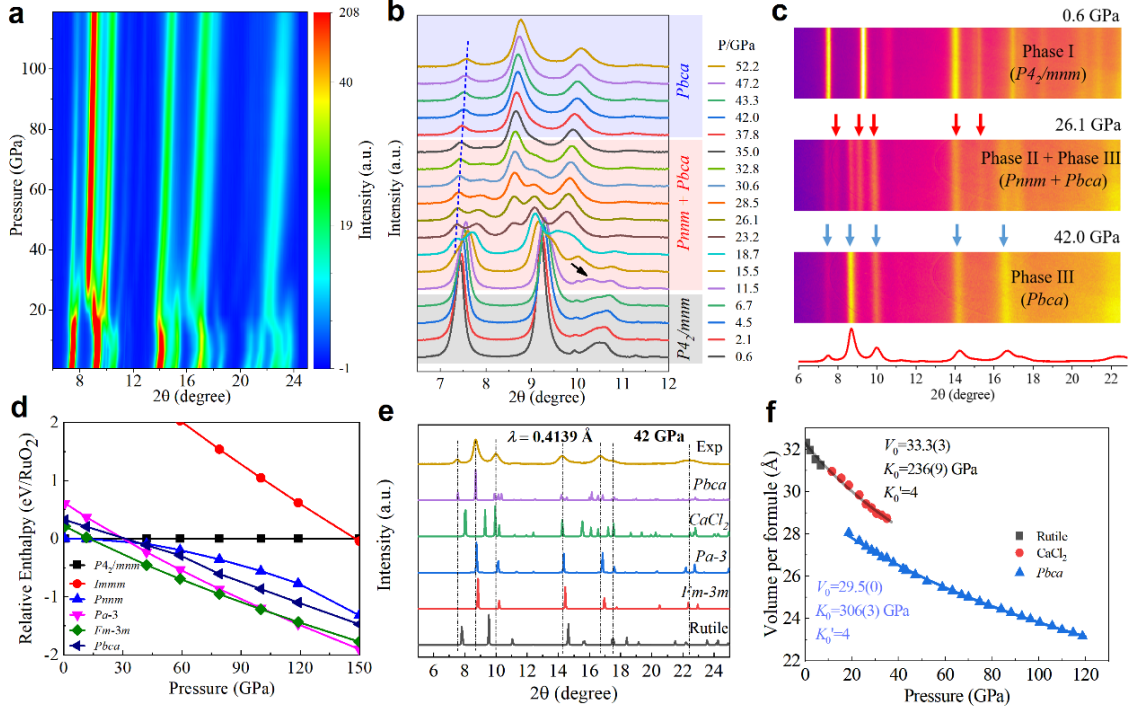 a
208
40
19
-1
Intensity (a.u.)
120
100
80
60
40
20
Pressure (GPa)
10
15
20
25
2θ (degree)
b
Intensity (a.u.)
Pbca
Pnnm + Pbca
P4₂/mnm
P/GPa
52.2
47.2
43.3
42.0
37.8
35.0
32.8
30.6
28.5
26.1
23.2
18.7
15.5
11.5
6.7
4.5
2.1
0.6
7
8
9
10
11
12
2θ (degree)
c
0.6 GPa
Phase I
(P4₂/mnm)
26.1 GPa
Phase II + Phase III
(Pnnm + Pbca)
42.0 GPa
Phase III
(Pbca)
6
8
10
12
14
16
18
20
22
2θ (degree)
d
Relative Enthalpy (eV/RuO₂)
2
1
0
-1
-2
P4₂/mnm
Immm
Pnnm
Pa-3
Fm-3m
Pbca
0
30
60
90
120
150
Pressure (GPa)
e
Intensity (a.u.)
λ = 0.4139 Å
42 GPa
Exp
Pbca
CaCl₂
Pa-3
Fm-3m
Rutile
6
8
10
12
14
16
18
20
22
24
2θ (degree)
f
Volume per formule (Å)
32
30
28
26
24
22
V₀=33.3(3)
K₀=236(9) GPa
K₀'=4
Rutile
CaCl₂
Pbca
V₀=29.5(0)
K₀=306(3) GPa
K₀'=4
0
20
40
60
80
100
120
Pressure (GPa)